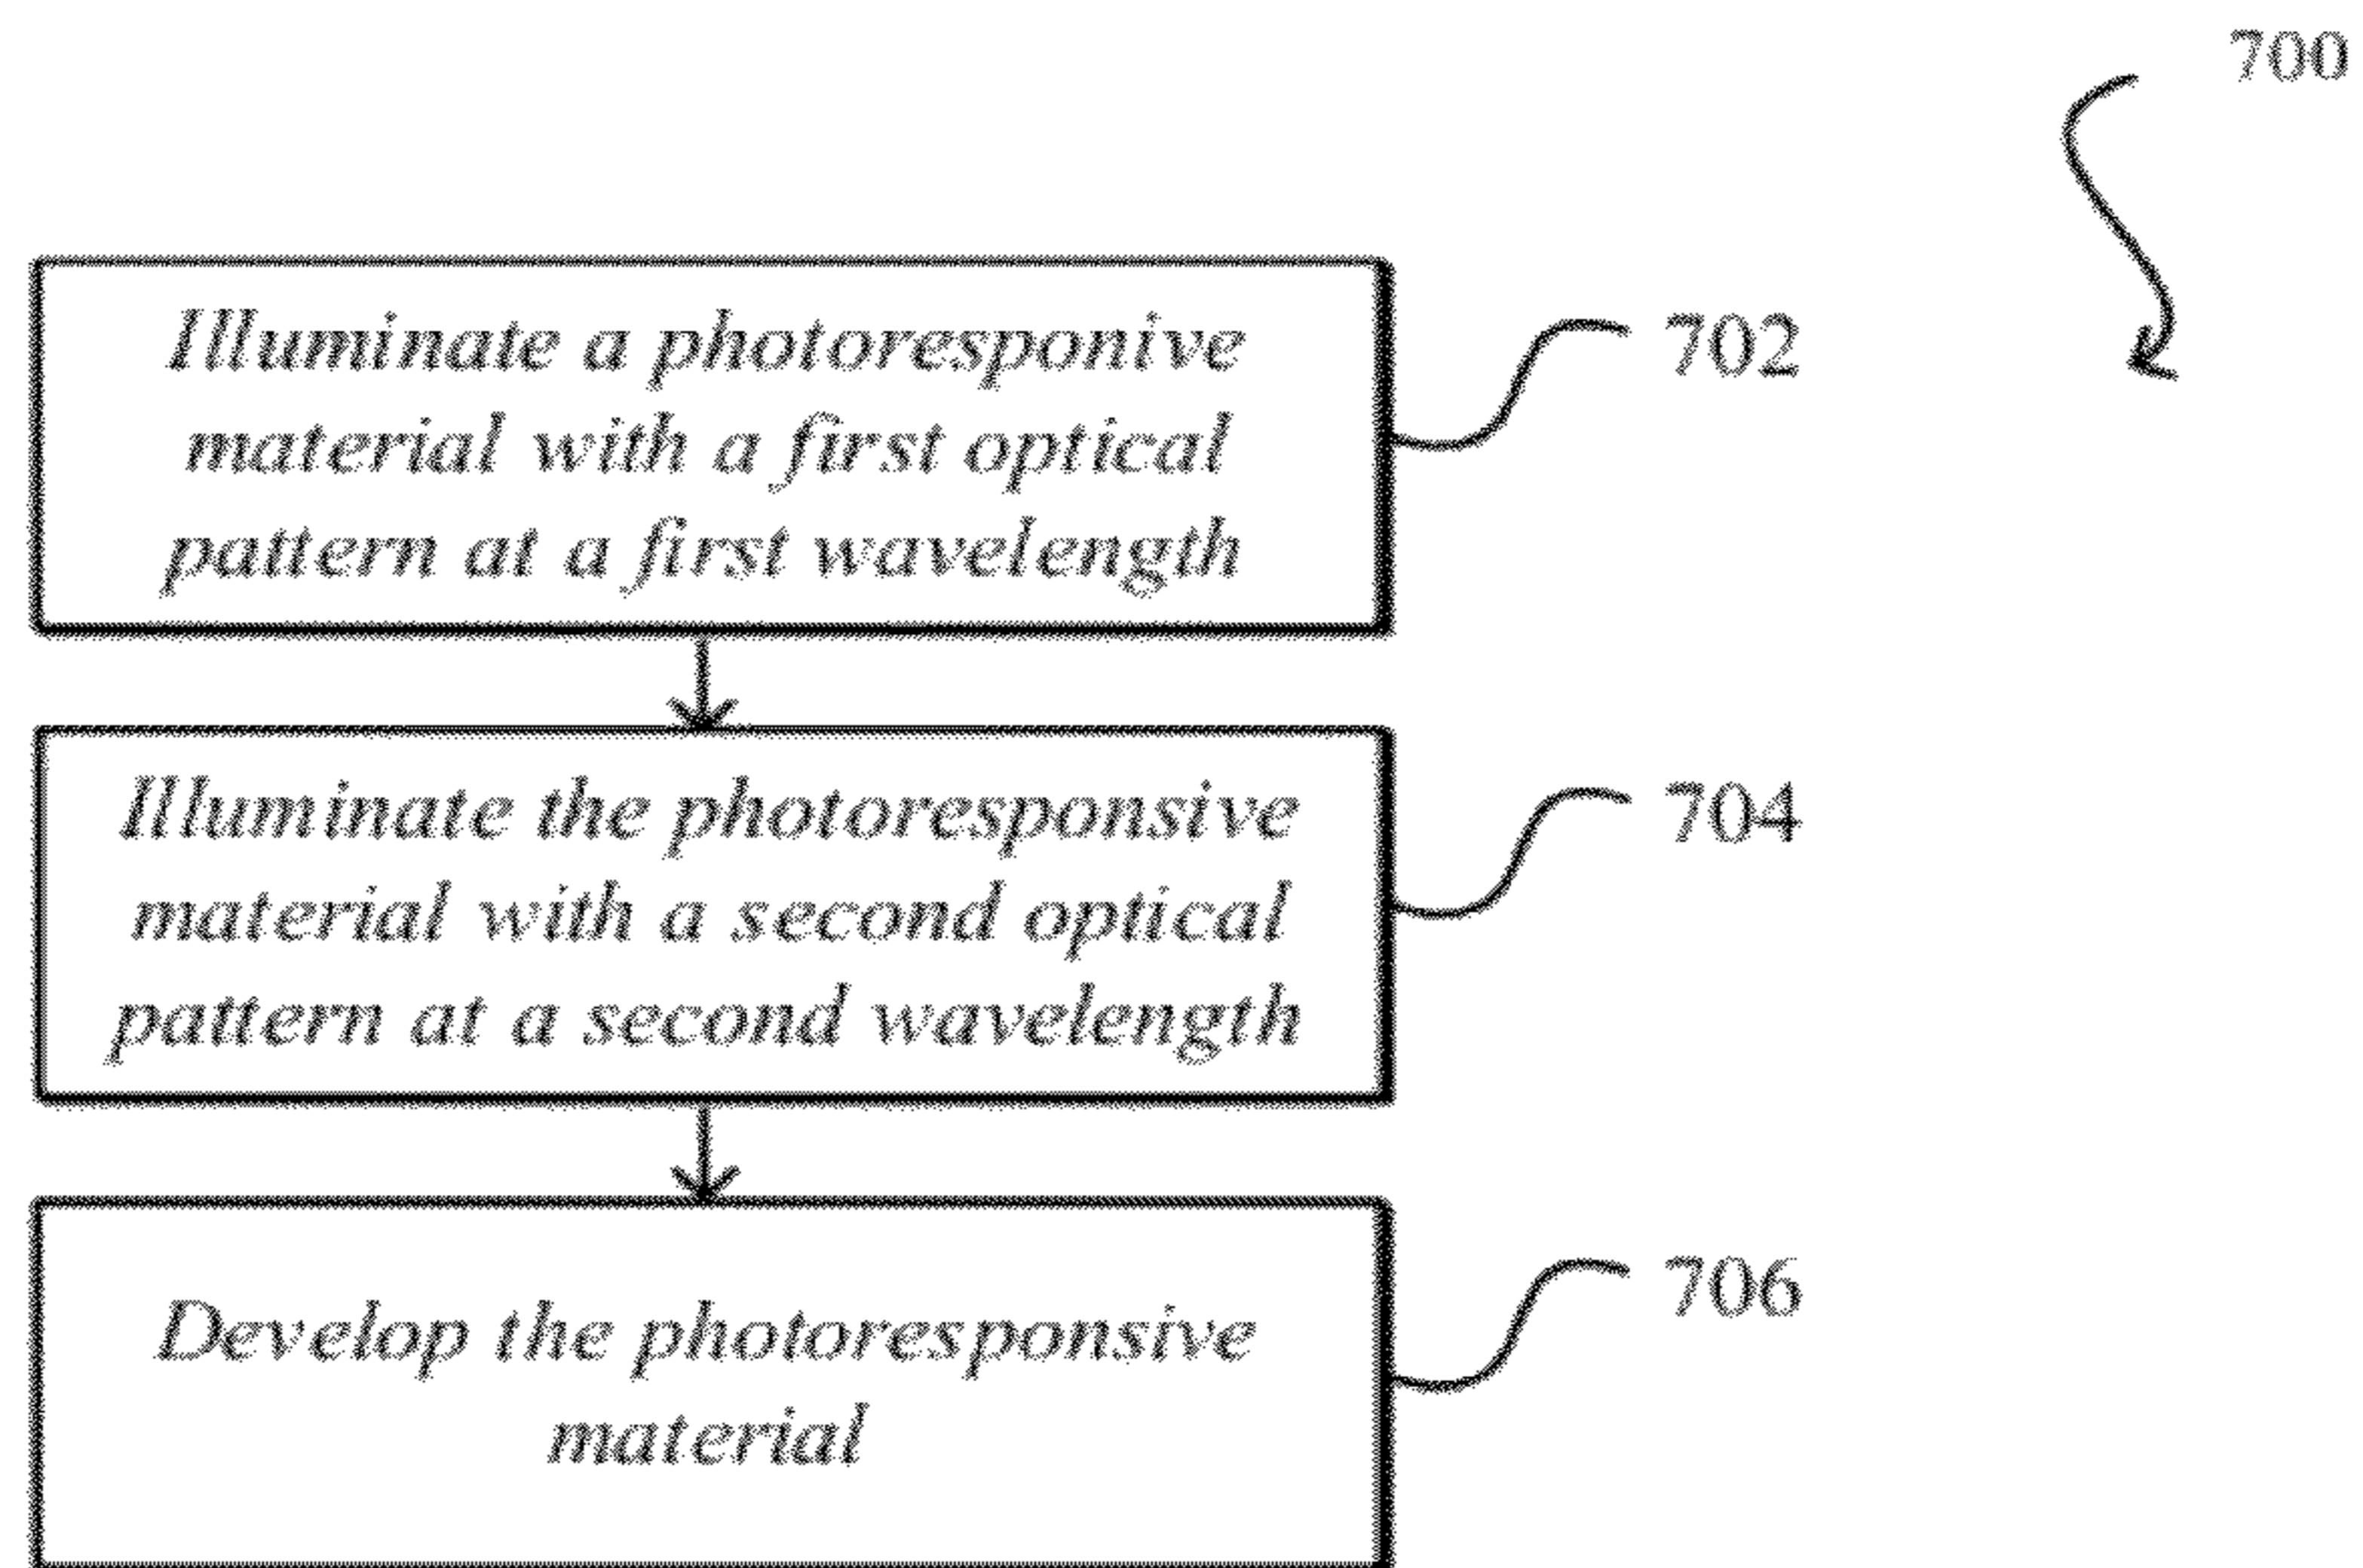 700
Illuminate a photoresponive
material with a first optical
pattern at a first wavelength
702
Illuminate the photoresponsive
material with a second optical
pattern at a second wavelength
704
Develop the photoresponsive
material
706